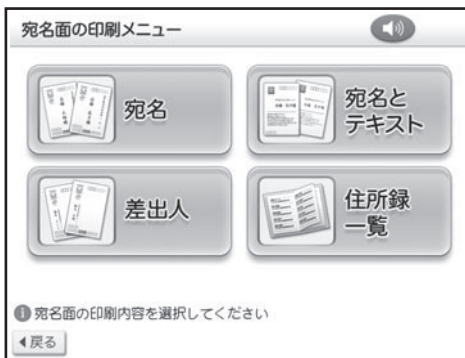 宛名面の印刷メニュー
宛名
宛名と
テキスト
差出人
住所録
一覧
宛名面の印刷内容を選択してください
戻る